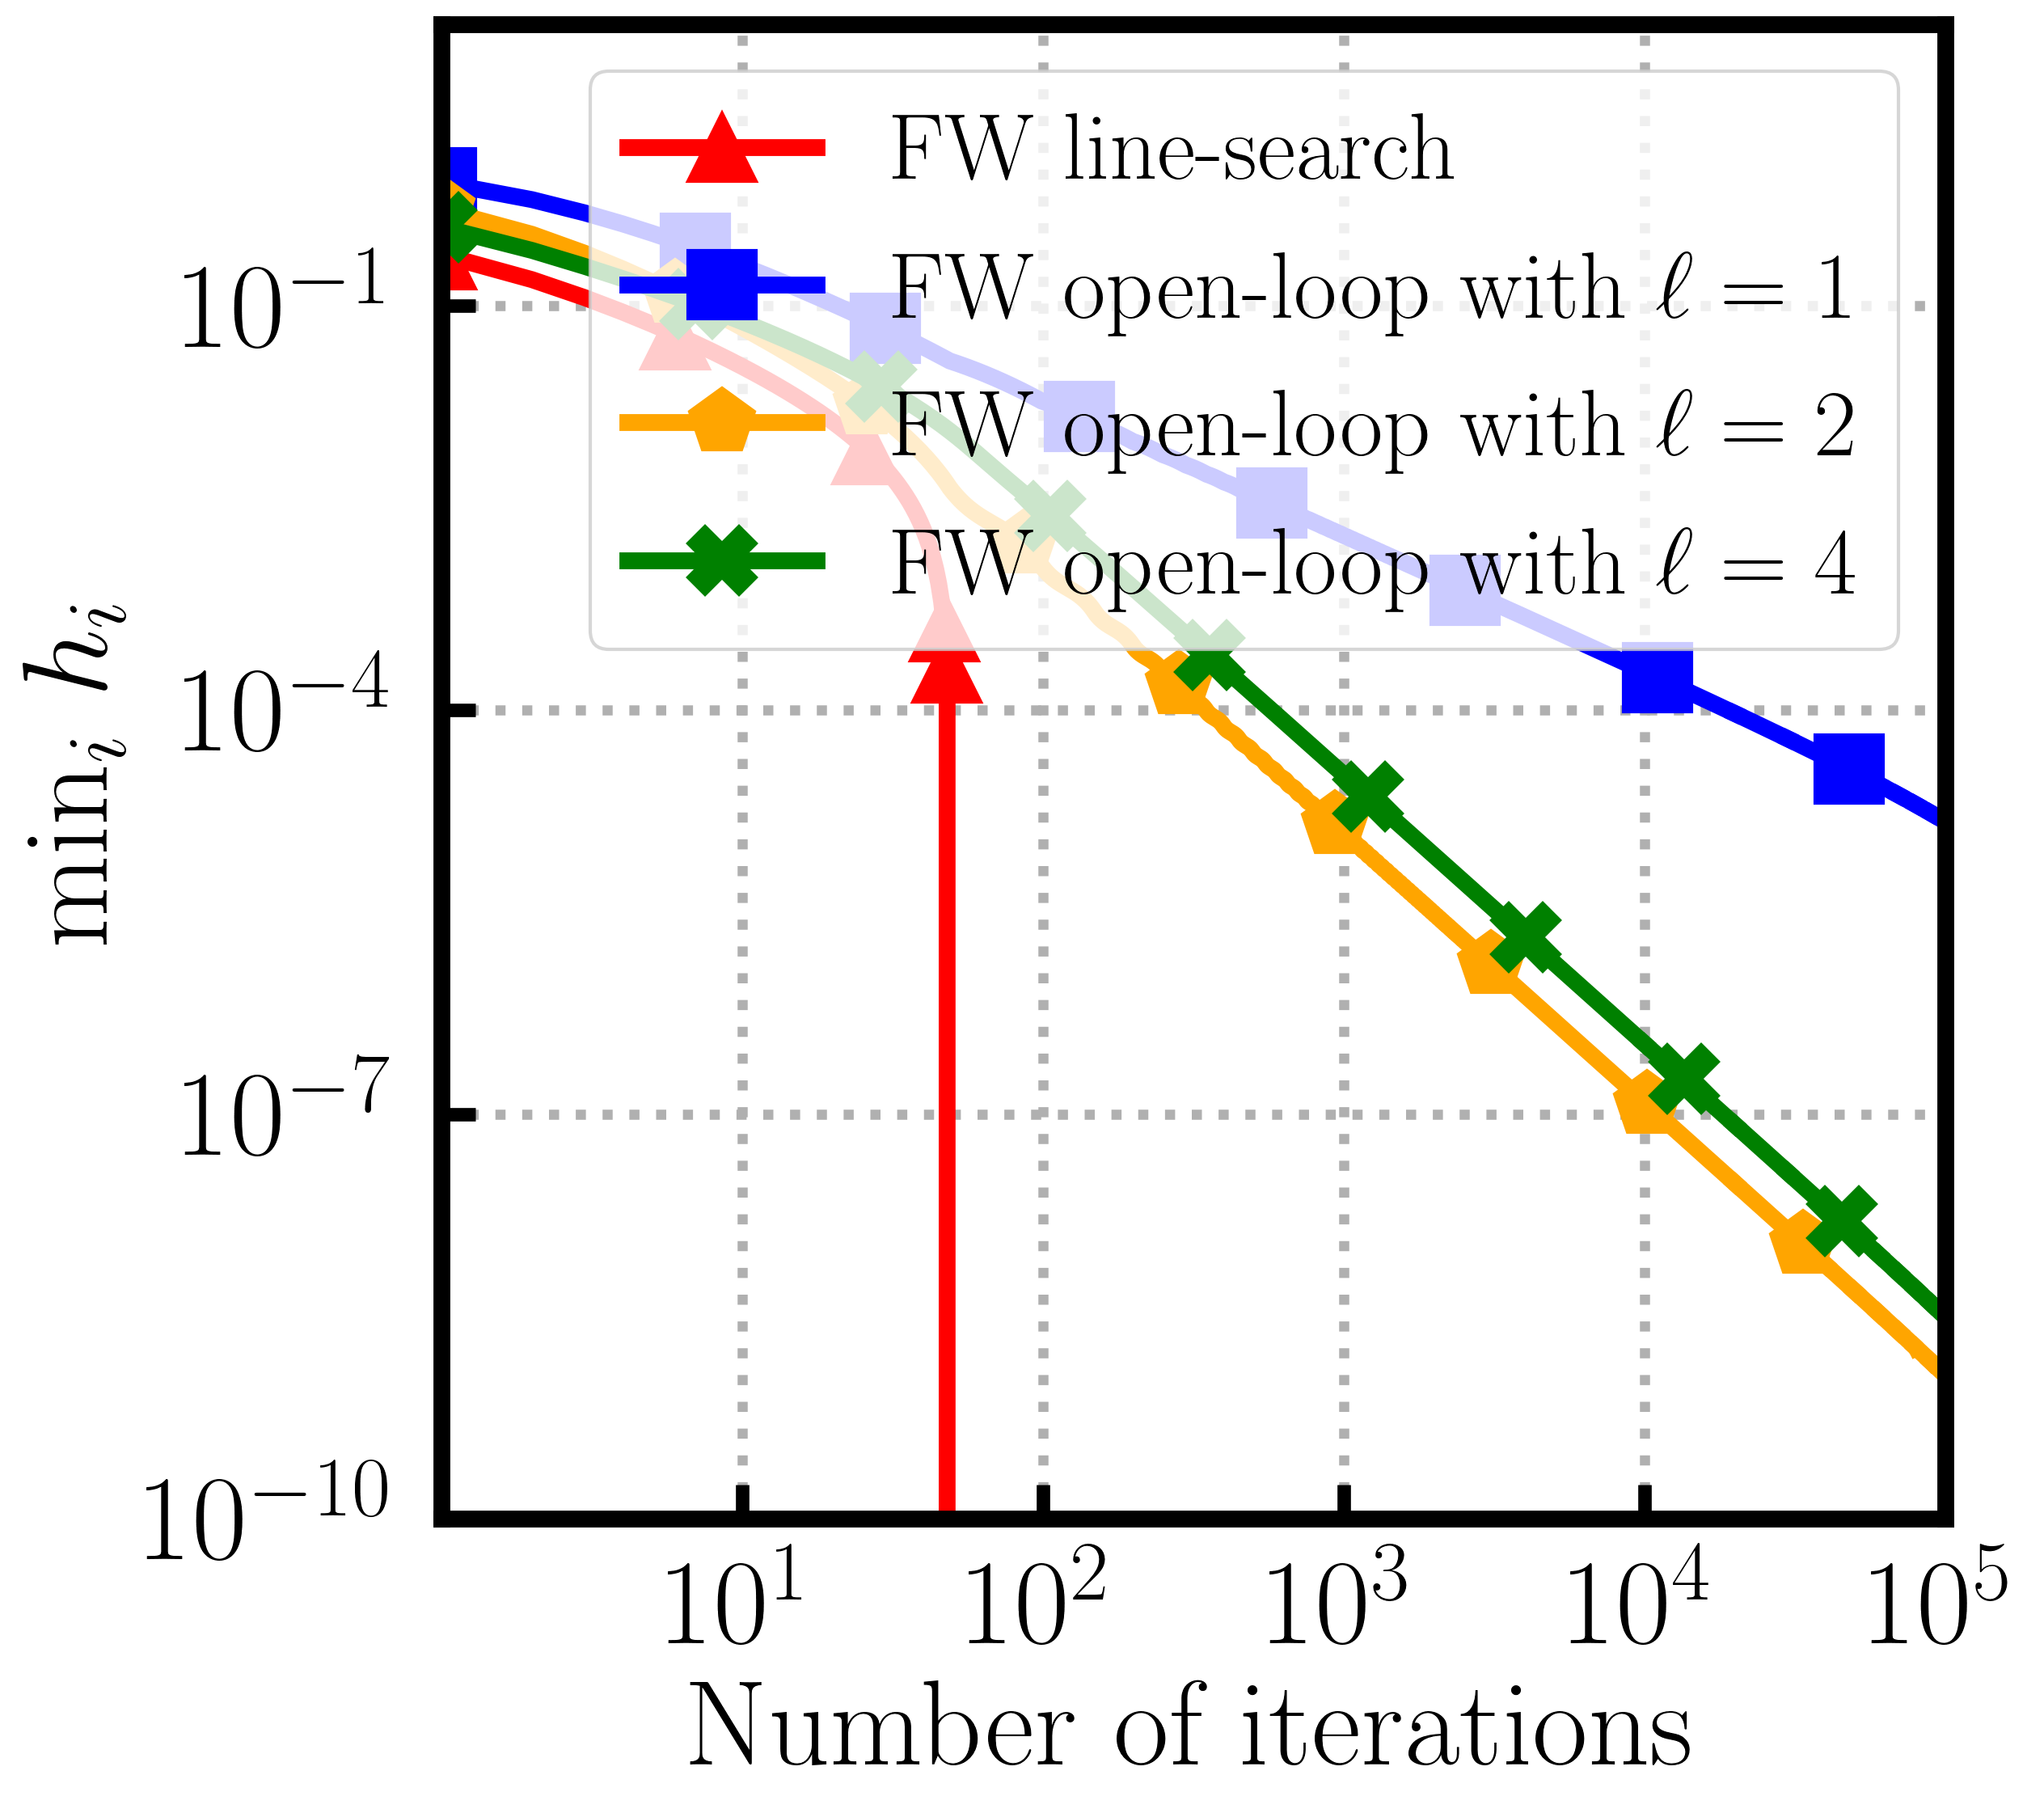 FW line-search
FW open-loop with ℓ = 1
FW open-loop with ℓ = 2
FW open-loop with ℓ = 4
min_i h_i
10^{-1}
10^{-4}
10^{-7}
10^{-10}
10^1 10^2 10^3 10^4 10^5
Number of iterations